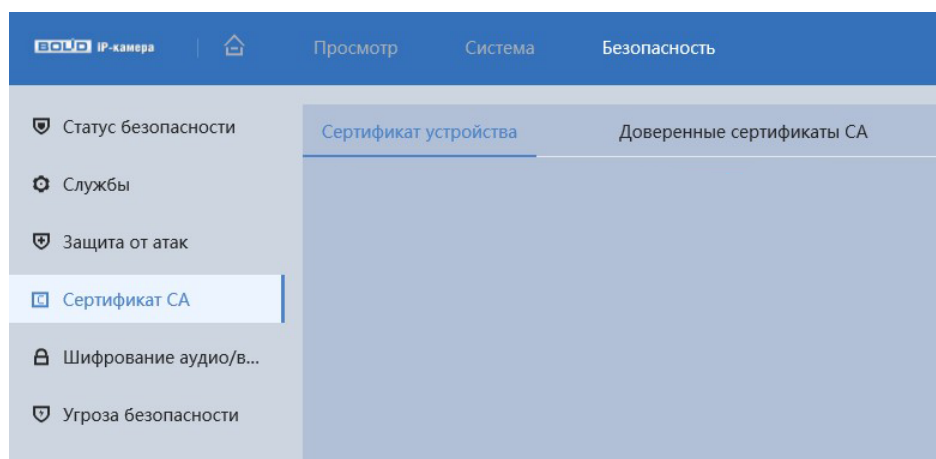 BOLID IP-камера
Просмотр
Система
Безопасность
Статус безопасности
Службы
Защита от атак
Сертификат CA
Шифрование аудио/в...
Угроза безопасности
Сертификат устройства
Доверенные сертификаты CA